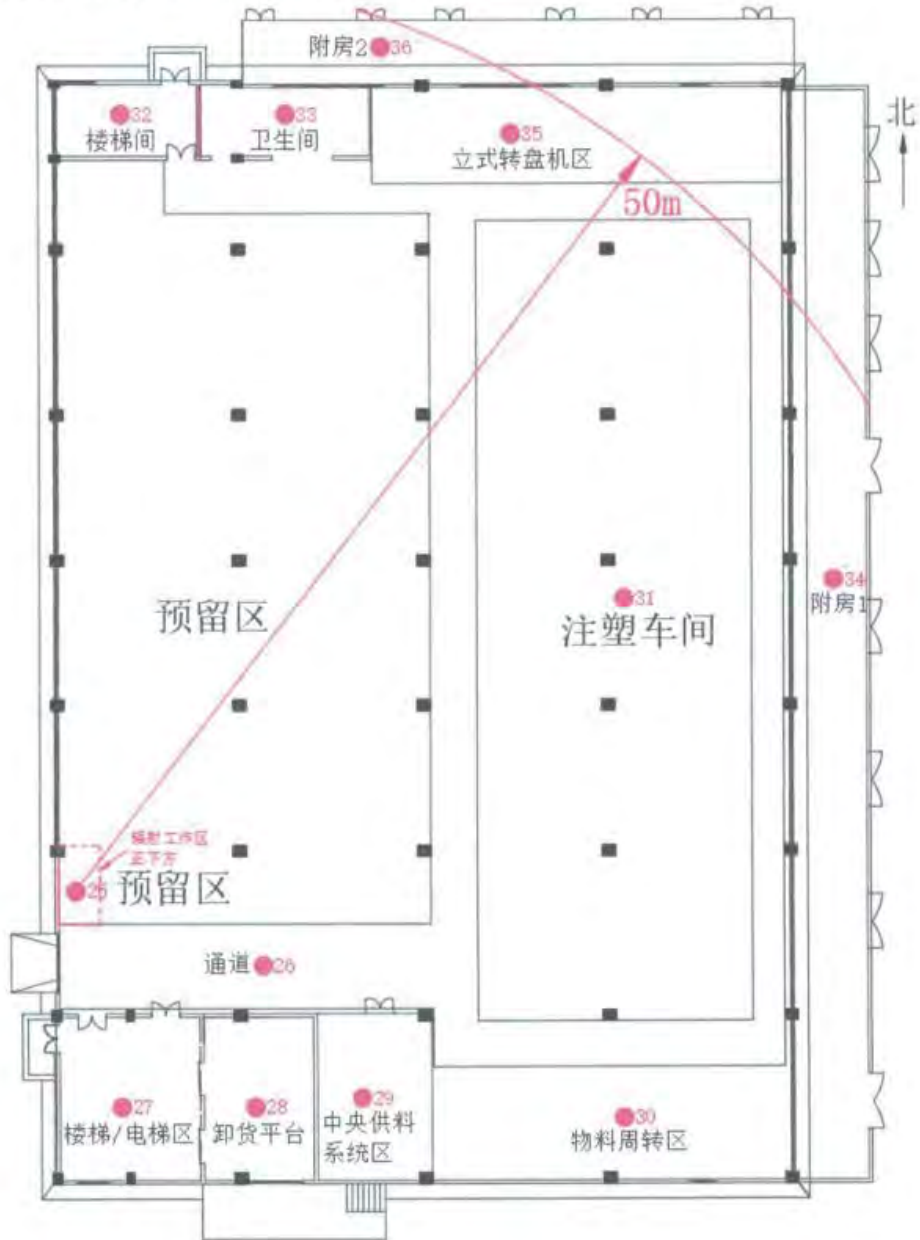 附房2 36
北
32
楼梯间
33
卫生间
35
立式转盘机区
50m
34
附房1
预留区
31
注塑车间
辐射工作区
正下方
25
预留区
通道 26
27
楼梯/电梯区
28
卸货平台
29
中央供料
系统区
30
物料周转区